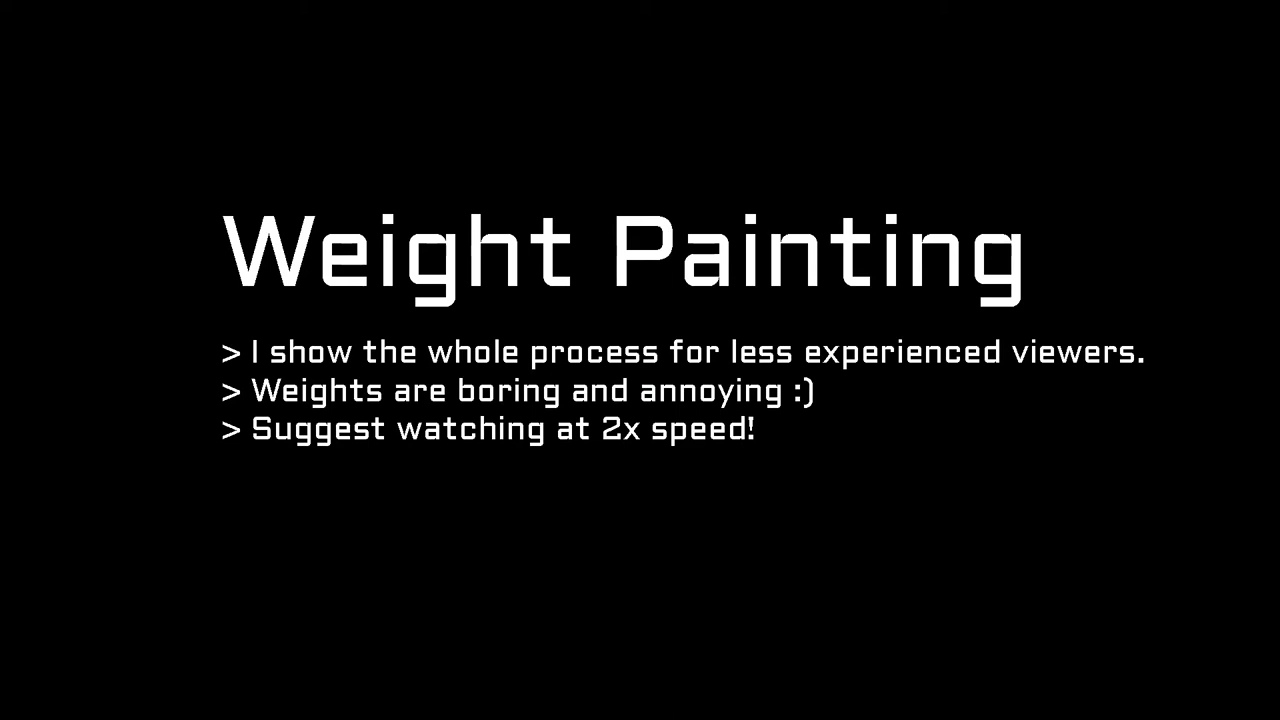 Weight Painting
> I show the whole process for less experienced viewers.
> Weights are boring and annoying :)
> Suggest watching at 2x speed!